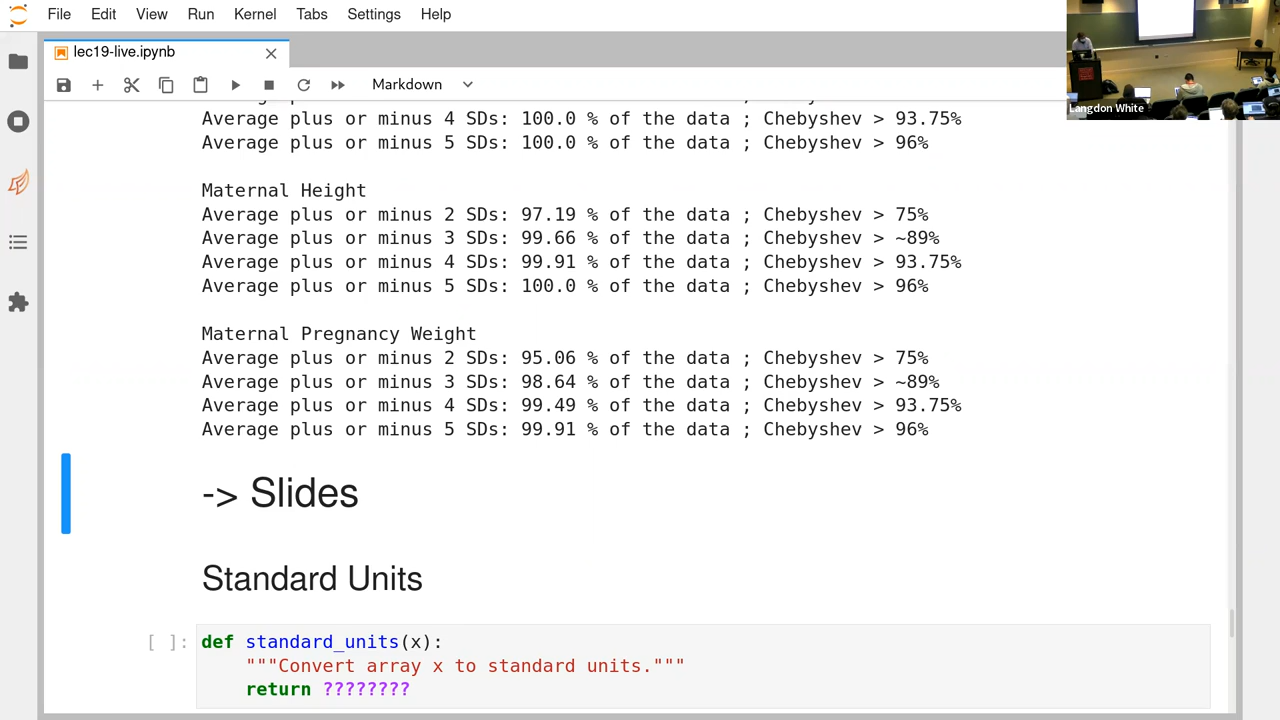 File Edit View Run Kernel Tabs Settings Help
lec19-live.ipynb
Markdown
Average plus or minus 4 SDs: 100.0 % of the data ; Chebyshev > 93.75%
Average plus or minus 5 SDs: 100.0 % of the data ; Chebyshev > 96%
Maternal Height
Average plus or minus 2 SDs: 97.19 % of the data ; Chebyshev > 75%
Average plus or minus 3 SDs: 99.66 % of the data ; Chebyshev > ~89%
Average plus or minus 4 SDs: 99.91 % of the data ; Chebyshev > 93.75%
Average plus or minus 5 SDs: 100.0 % of the data ; Chebyshev > 96%
Maternal Pregnancy Weight
Average plus or minus 2 SDs: 95.06 % of the data ; Chebyshev > 75%
Average plus or minus 3 SDs: 98.64 % of the data ; Chebyshev > ~89%
Average plus or minus 4 SDs: 99.49 % of the data ; Chebyshev > 93.75%
Average plus or minus 5 SDs: 99.91 % of the data ; Chebyshev > 96%
-> Slides
Standard Units
[ ]: def standard_units(x):
"""Convert array x to standard units."""
return ????????
Langdon White